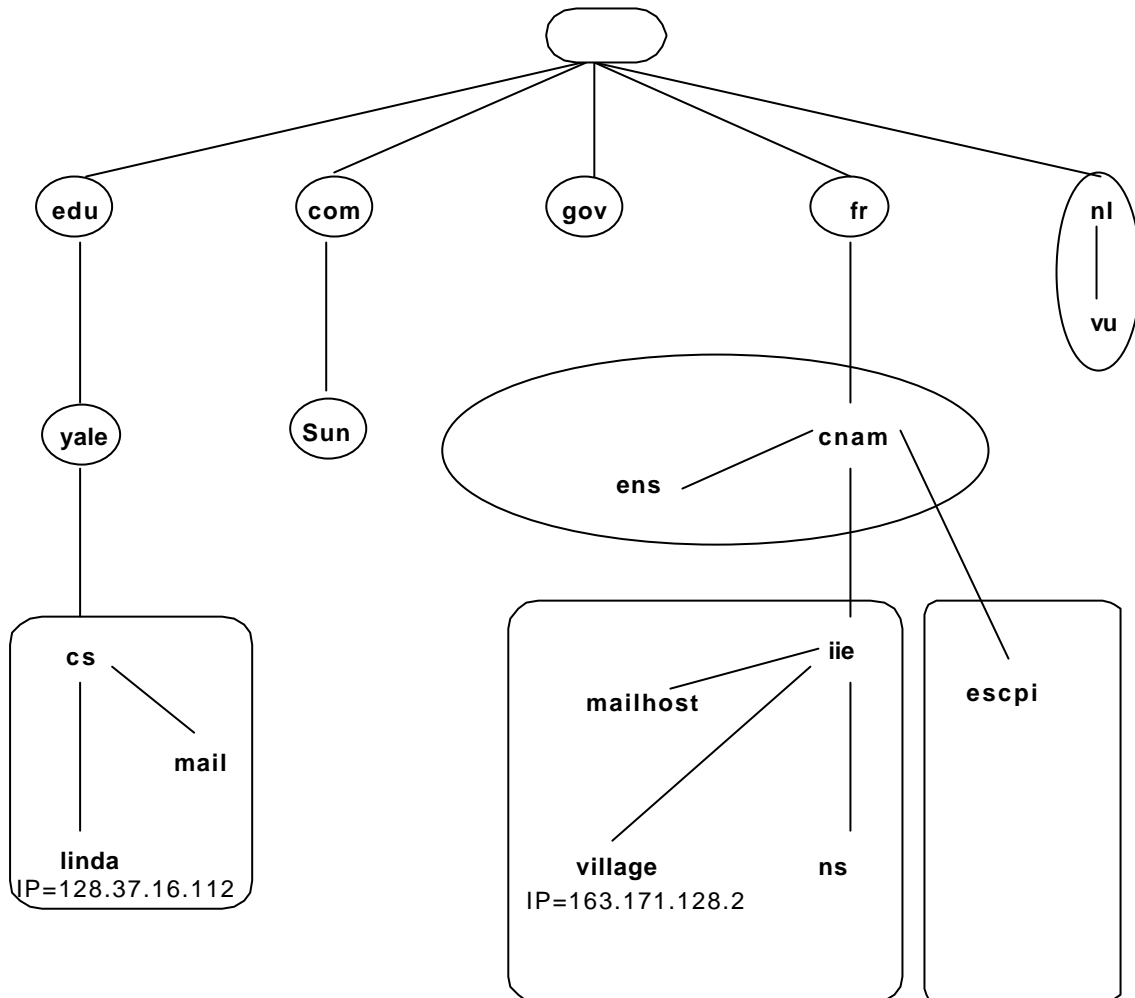 edu
com
gov
fr
nl
vu
yale
Sun
cnam
ens
cs
mail
linda
IP=128.37.16.112
iie
mailhost
village
IP=163.171.128.2
ns
escpi